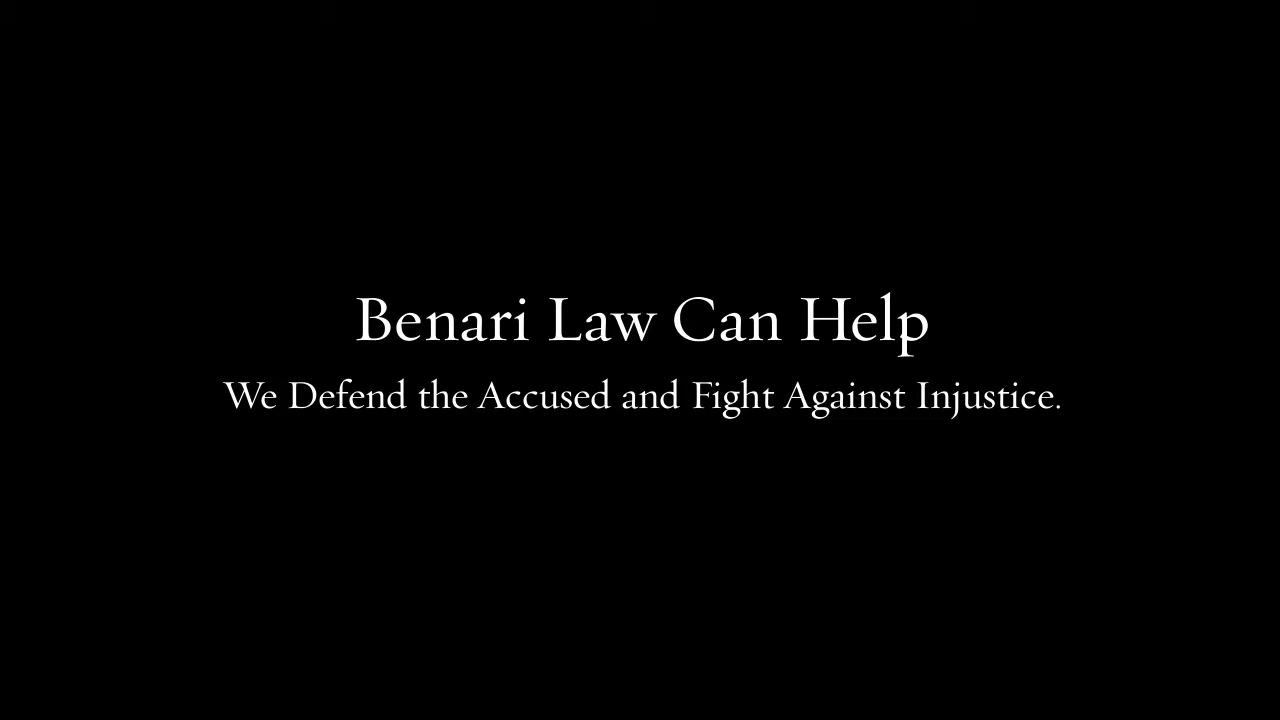 Benari Law Can Help
We Defend the Accused and Fight Against Injustice.